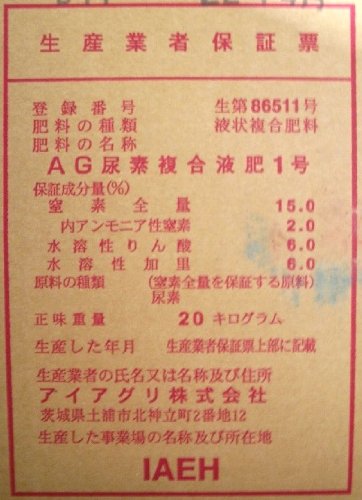 生産業者保証票
登録番号 生第86511号
肥料の種類 液状複合肥料
肥料の名称
AG尿素複合液肥1号
保証成分量(%)
窒素全量 15.0
内アンモニア性窒素 2.0
水溶性りん酸 6.0
水溶性加里 6.0
原料の種類 (窒素全量を保証する原料)
尿素
正味重量 20キログラム
生産した年月 生産業者保証票上部に記載
生産業者の氏名又は名称及び住所
アイアグリ株式会社
茨城県土浦市北神立町2番地12
生産した事業場の名称及び所在地
IAEH